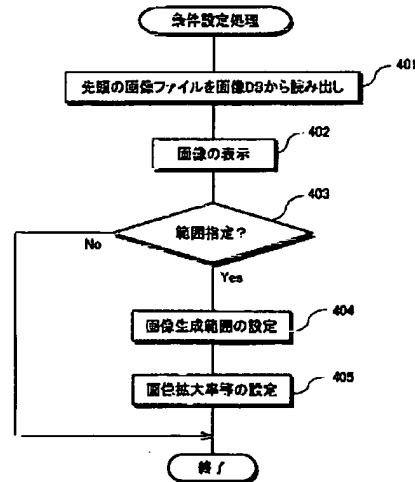 条件設定処理
401
先頭の画像ファイルを画像DBから読み出し
402
画像の表示
403
範囲指定？
No
Yes
404
画像生成範囲の設定
405
画像拡大率等の設定
終了